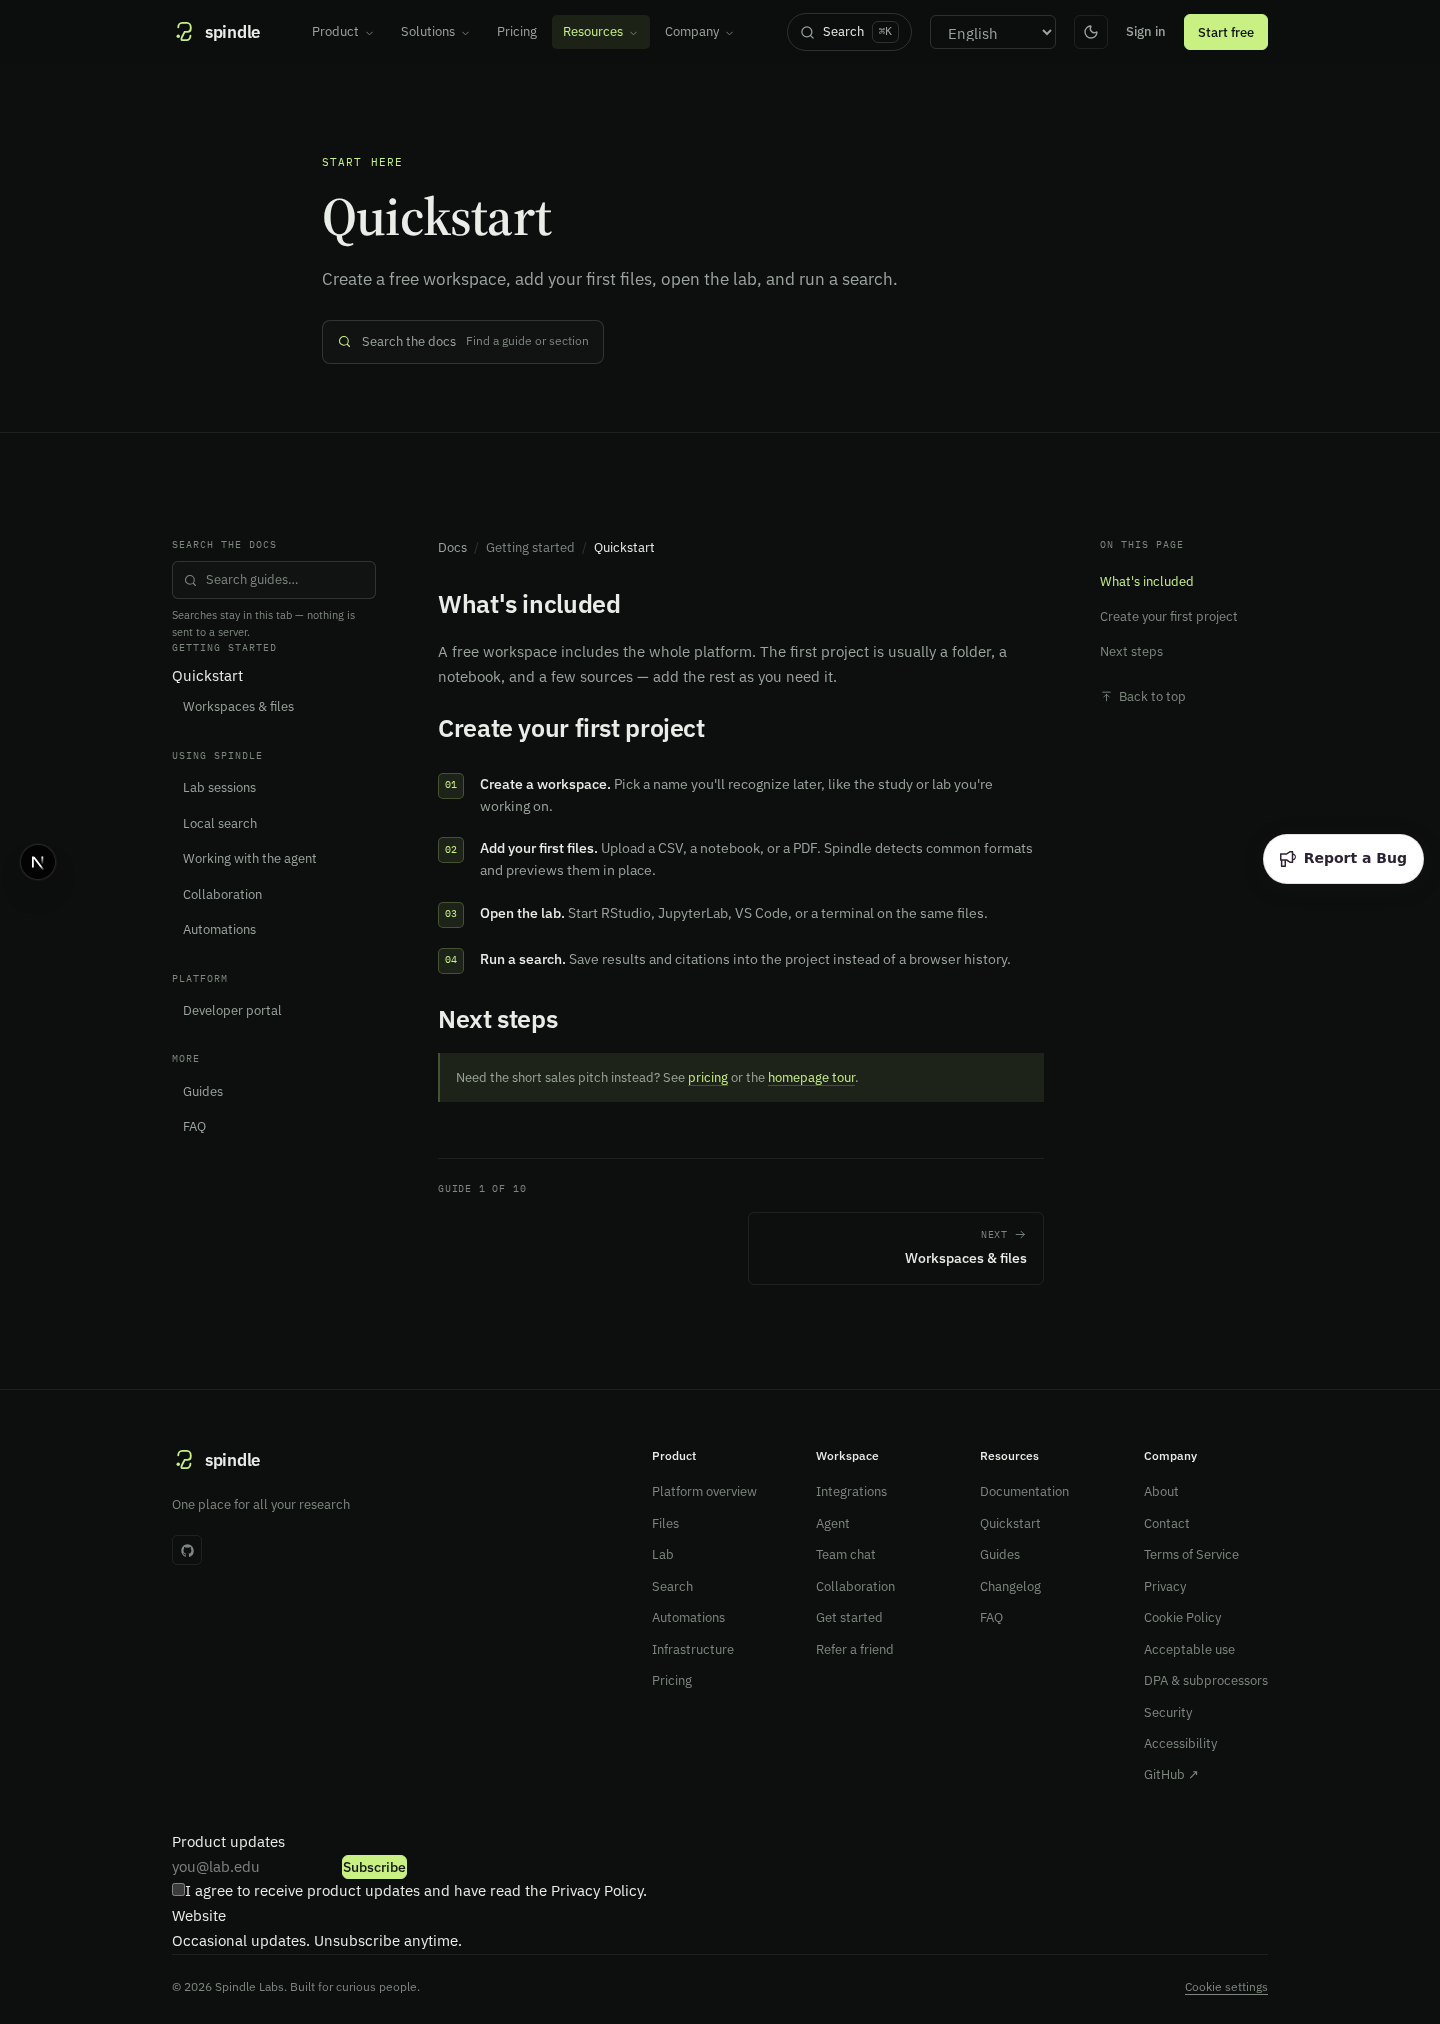 spindle
Product
Solutions
Pricing
Resources
Company
Search ⌘K
English
Sign in
Start free
START HERE
Quickstart
Create a free workspace, add your first files, open the lab, and run a search.
Search the docs Find a guide or section
SEARCH THE DOCS
Search guides...
Searches stay in this tab — nothing is
sent to a server.
GETTING STARTED
Quickstart
Workspaces & files
USING SPINDLE
Lab sessions
Local search
Working with the agent
Collaboration
Automations
PLATFORM
Developer portal
MORE
Guides
FAQ
Docs / Getting started / Quickstart
What's included
A free workspace includes the whole platform. The first project is usually a folder, a
notebook, and a few sources — add the rest as you need it.
Create your first project
01 Create a workspace. Pick a name you'll recognize later, like the study or lab you're
working on.
02 Add your first files. Upload a CSV, a notebook, or a PDF. Spindle detects common formats
and previews them in place.
03 Open the lab. Start RStudio, JupyterLab, VS Code, or a terminal on the same files.
04 Run a search. Save results and citations into the project instead of a browser history.
Next steps
Need the short sales pitch instead? See pricing or the homepage tour.
GUIDE 1 OF 10
NEXT →
Workspaces & files
ON THIS PAGE
What's included
Create your first project
Next steps
Back to top
N
Report a Bug
spindle
One place for all your research
Product
Platform overview
Files
Lab
Search
Automations
Infrastructure
Pricing
Workspace
Integrations
Agent
Team chat
Collaboration
Get started
Refer a friend
Resources
Documentation
Quickstart
Guides
Changelog
FAQ
Company
About
Contact
Terms of Service
Privacy
Cookie Policy
Acceptable use
DPA & subprocessors
Security
Accessibility
GitHub ↗
Product updates
you@lab.edu Subscribe
I agree to receive product updates and have read the Privacy Policy.
Website
Occasional updates. Unsubscribe anytime.
© 2026 Spindle Labs. Built for curious people.
Cookie settings